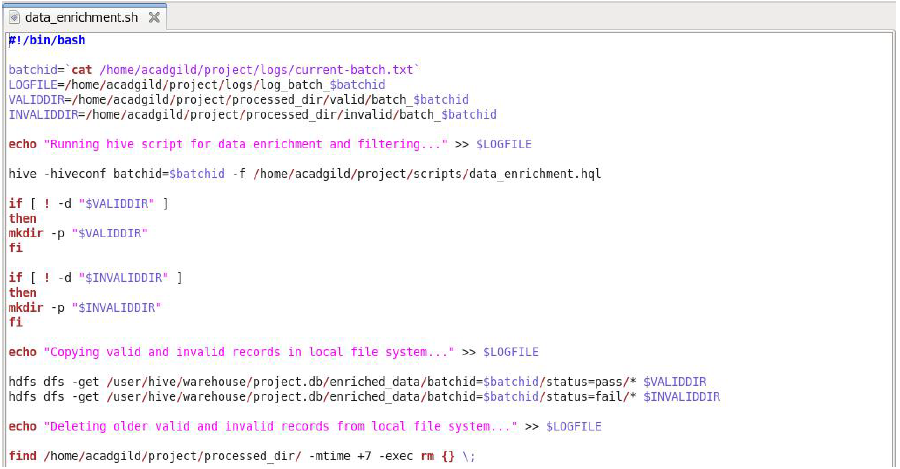 data_enrichment.sh
#!/bin/bash
batchid=`cat /home/acadgild/project/logs/current-batch.txt`
LOGFILE=/home/acadgild/project/logs/log_batch_$batchid
VALIDDIR=/home/acadgild/project/processed_dir/valid/batch_$batchid
INVALIDDIR=/home/acadgild/project/processed_dir/invalid/batch_$batchid
echo "Running hive script for data enrichment and filtering..." >> $LOGFILE
hive -hiveconf batchid=$batchid -f /home/acadgild/project/scripts/data_enrichment.hql
if [ ! -d "$VALIDDIR" ]
then
mkdir -p "$VALIDDIR"
fi
if [ ! -d "$INVALIDDIR" ]
then
mkdir -p "$INVALIDDIR"
fi
echo "Copying valid and invalid records in local file system..." >> $LOGFILE
hdfs dfs -get /user/hive/warehouse/project.db/enriched_data/batchid=$batchid/status=pass/* $VALIDDIR
hdfs dfs -get /user/hive/warehouse/project.db/enriched_data/batchid=$batchid/status=fail/* $INVALIDDIR
echo "Deleting older valid and invalid records from local file system..." >> $LOGFILE
find /home/acadgild/project/processed_dir/ -mtime +7 -exec rm {} \;